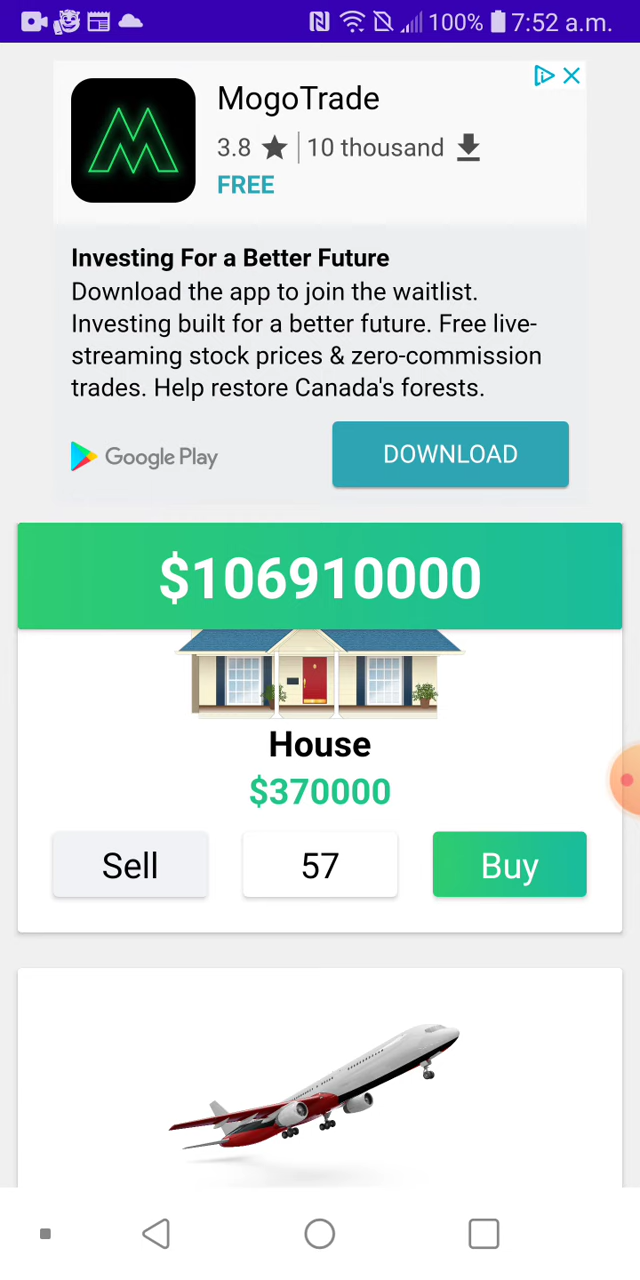 100% 7:52 a.m.
MogoTrade
3.8 ★ | 10 thousand
FREE
Investing For a Better Future
Download the app to join the waitlist.
Investing built for a better future. Free live-
streaming stock prices & zero-commission
trades. Help restore Canada's forests.
Google Play
DOWNLOAD
$106910000
House
$370000
Sell
57
Buy